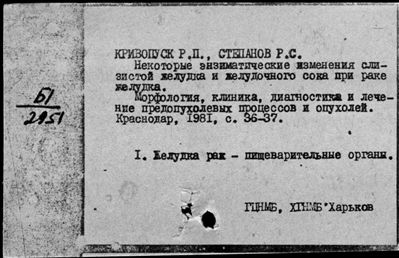 КРИВОПУСК Р.П., СТЕПАНОВ Р.С.
Некоторые энзиматические изменения сли-
зистой желудка и желудочного сока при раке
желудка.
Морфология, клиника, диагностика и лече-
ние предопухолевых процессов и опухолей.
Краснодар, 1981, с. 36-37.
Б1
2951
I. Желудка рак - пищеварительные органы.
ГЦНМБ, ХГНМБ Харьков